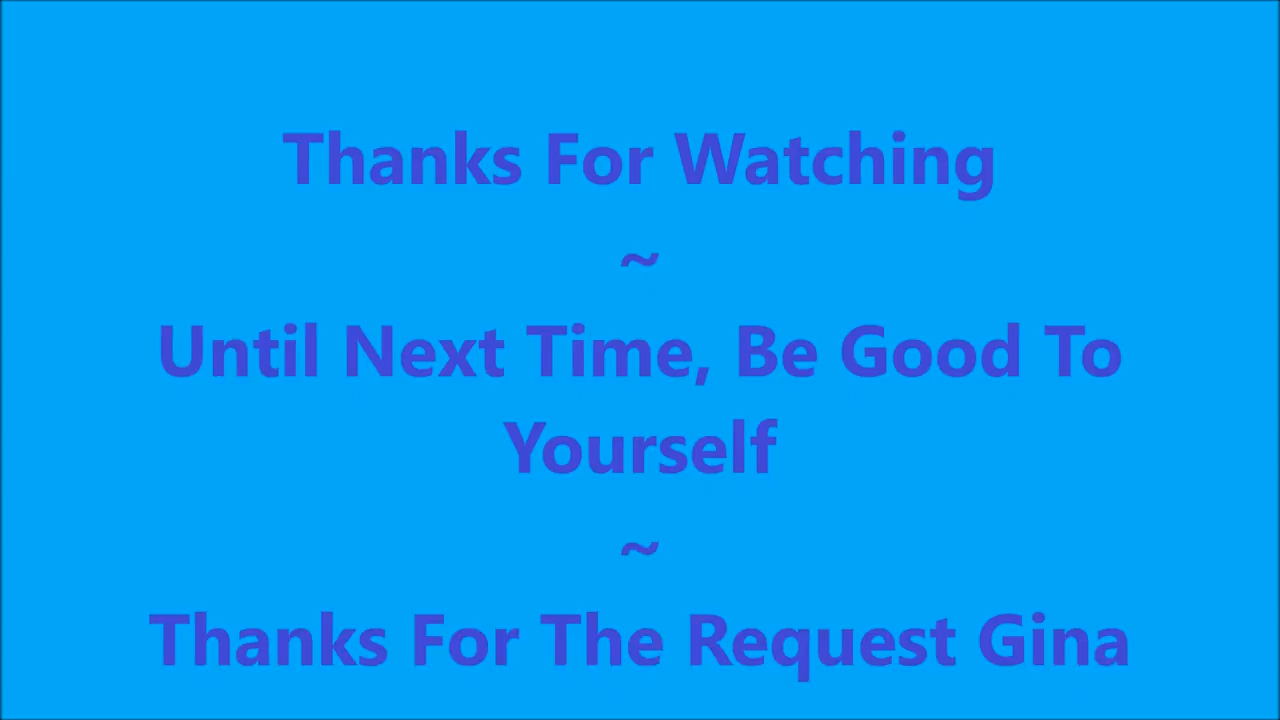 Thanks For Watching
~
Until Next Time, Be Good To
Yourself
~
Thanks For The Request Gina